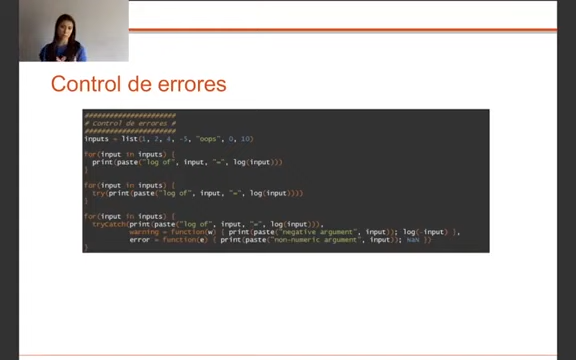 Control de errores
#######################
# Control de errores #
#######################
inputs = list(1, 2, 4, -5, "oops", 0, 10)
for(input in inputs) {
print(paste("log of", input, "=", log(input)))
}
for(input in inputs) {
try(print(paste("log of", input, "=", log(input))))
}
for(input in inputs) {
tryCatch(print(paste("log of", input, "=", log(input))),
warning = function(w) { print(paste("negative argument", input)); log(-input) },
error = function(e) { print(paste("non-numeric argument", input)); NaN })
}